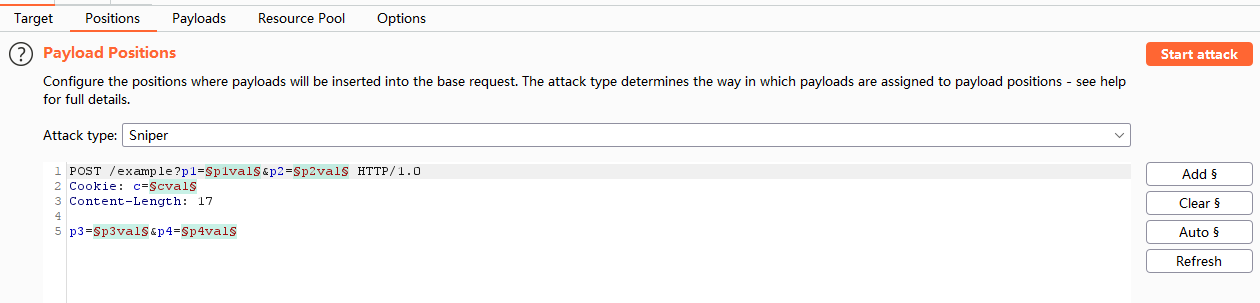 Target Positions Payloads Resource Pool Options
? Payload Positions Start attack
Configure the positions where payloads will be inserted into the base request. The attack type determines the way in which payloads are assigned to payload positions - see help
for full details.
Attack type: Sniper
1 POST /example?p1=§p1val§&p2=§p2val§ HTTP/1.0
2 Cookie: c=§cval§
3 Content-Length: 17
4
5 p3=§p3val§&p4=§p4val§
Add §
Clear §
Auto §
Refresh